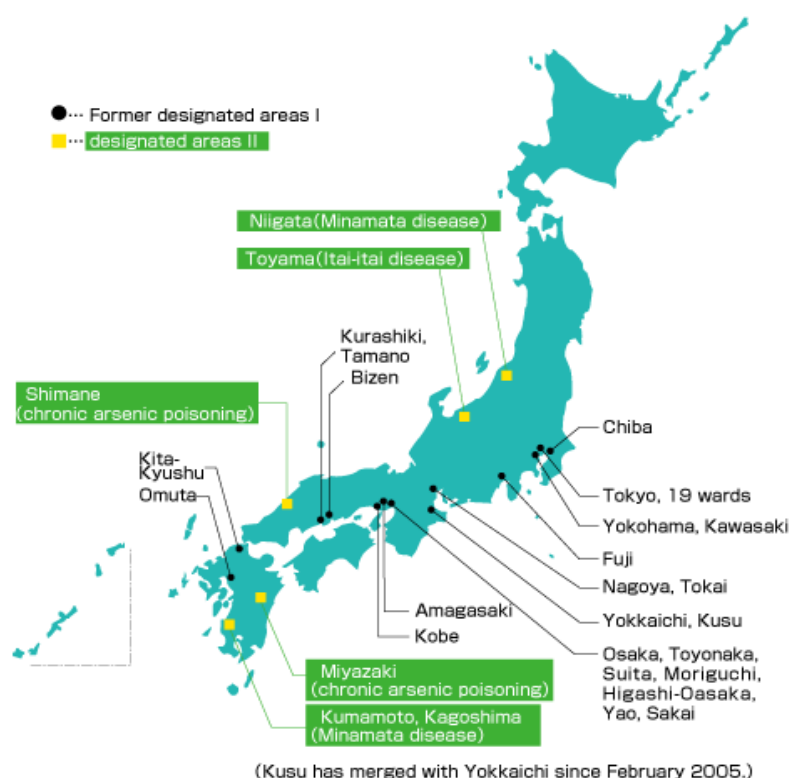 … Former designated areas I
… designated areas II
Niigata(Minamata disease)
Toyama(Itai-itai disease)
Kurashiki,
Tamano
Bizen
Shimane
(chronic arsenic poisoning)
Chiba
Kita-
Kyushu
Omuta
Tokyo, 19 wards
Yokohama, Kawasaki
Fuji
Nagoya, Tokai
Amagasaki
Yokkaichi, Kusu
Kobe
Osaka, Toyonaka,
Suita, Moriguchi,
Higashi-Oasaka,
Yao, Sakai
Miyazaki
(chronic arsenic poisoning)
Kumamoto, Kagoshima
(Minamata disease)
(Kusu has merged with Yokkaichi since February 2005.)